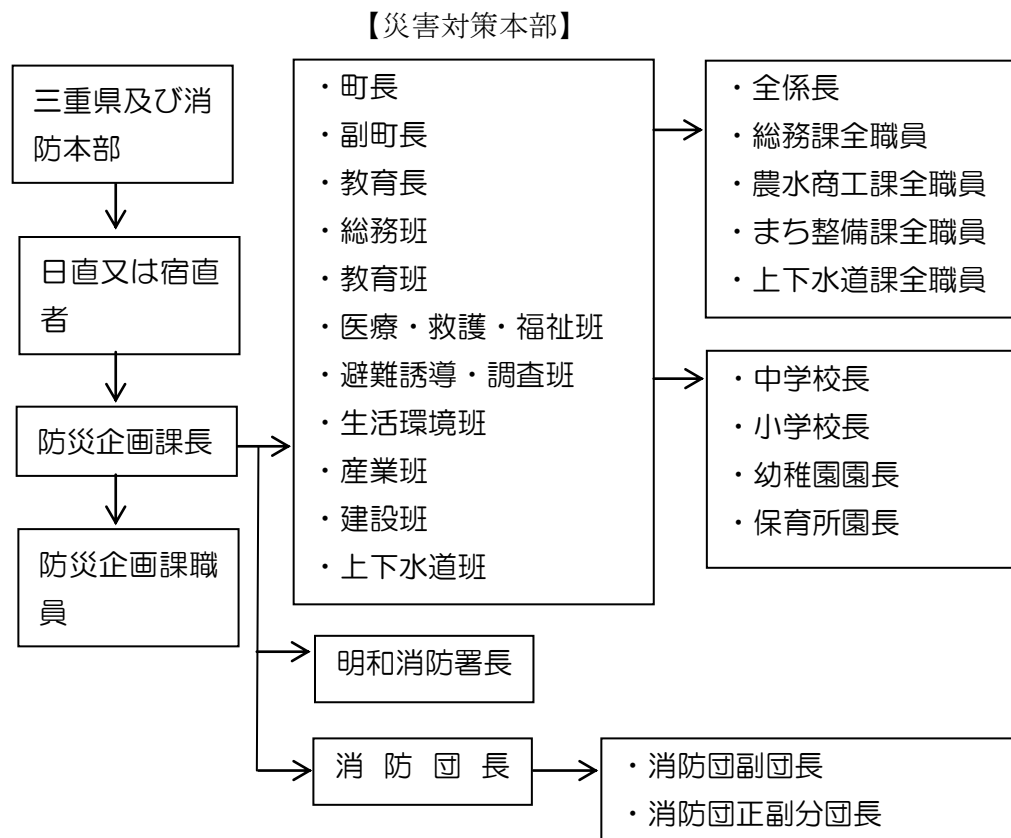 【災害対策本部】
三重県及び消
防本部
日直又は宿直
者
防災企画課長
防災企画課職
員
・町長
・副町長
・教育長
・総務班
・教育班
・医療・救護・福祉班
・避難誘導・調査班
・生活環境班
・産業班
・建設班
・上下水道班
・全係長
・総務課全職員
・農水商工課全職員
・まち整備課全職員
・上下水道課全職員
・中学校長
・小学校長
・幼稚園園長
・保育所園長
明和消防署長
消 防 団 長
・消防団副団長
・消防団正副分団長